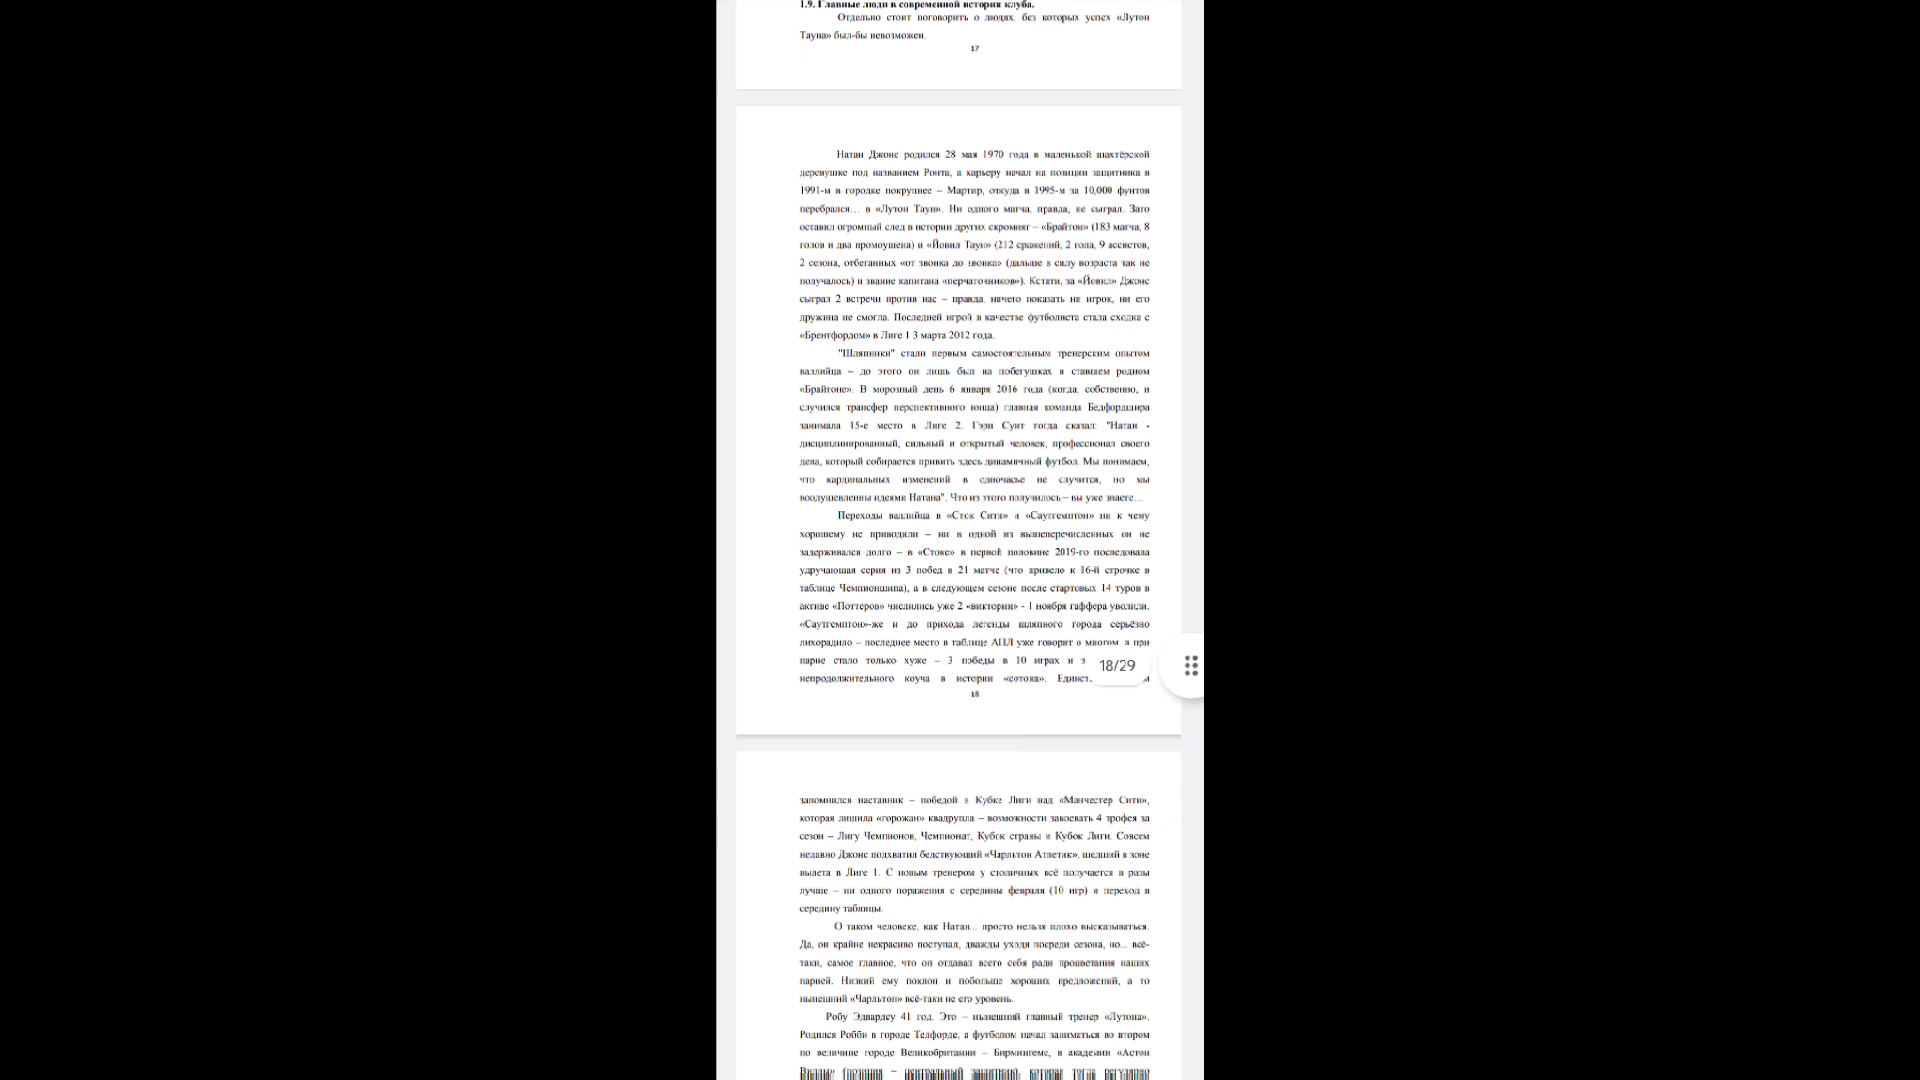 1.9. Главные люди в современной истории клуба.
Отдельно стоит поговорить о людях, без которых успех «Лутон
Тауна» был-бы невозможен.
17
Натан Джонс родился 28 мая 1970 года в маленькой шахтёрской
деревушке под названием Ронта, а карьеру начал на позиции защитника в
1991-м в городке покрупнее – Мартир, откуда в 1995-м за 10,000 фунтов
перебрался… в «Лутон Таун». Ни одного матча, правда, не сыграл. Зато
оставил огромный след в истории других скромняг – «Брайтон» (183 матча, 8
голов и два промоушена) и «Йовил Таун» (212 сражений, 2 гола, 9 ассистов,
2 сезона, отбеганных «от звонка до звонка» (дальше в силу возраста так не
получалось) и звание капитана «перчаточников»). Кстати, за «Йовил» Джонс
сыграл 2 встречи против нас – правда, ничего показать ни игрок, ни его
дружина не смогла. Последней игрой в качестве футболиста стала сходка с
«Брентфордом» в Лиге 1 3 марта 2012 года.
"Шляпники" стали первым самостоятельным тренерским опытом
валлийца – до этого он лишь был на побегушках в ставшем родном
«Брайтоне». В морозный день 6 января 2016 года (когда, собственно, и
случился трансфер перспективного юнца) главная команда Бедфордшира
занимала 15-е место в Лиге 2. Гэри Суит тогда сказал: "Натан -
дисциплинированный, сильный и открытый человек, профессионал своего
дела, который собирается привить здесь динамичный футбол. Мы понимаем,
что кардинальных изменений в одночасье не случится, но мы
воодушевленны идеями Натана". Что из этого получилось – вы уже знаете…
Переходы валлийца в «Сток Сити» и «Саутгемптон» ни к чему
хорошему не приводили – ни в одной из вышеперечисленных он не
задерживался долго – в «Стоке» в первой половине 2019-го последовала
удручающая серия из 3 побед в 21 матче (что привело к 16-й строчке в
таблице Чемпионшипа), а в следующем сезоне после стартовых 14 туров в
активе «Поттеров» числились уже 2 «виктории» - 1 ноября гаффера уволили.
«Саутгемптон»-же и до прихода легенды шляпного города серьёзно
лихорадило – последнее место в таблице АПЛ уже говорит о многом, а при
парне стало только хуже – 3 победы в 10 играх и з
18/29
непродолжительного коуча в истории «сотона». Единст
18
запомнился наставник – победой в Кубке Лиги над «Манчестер Сити»,
которая лишила «горожан» квадрупла – возможности завоевать 4 трофея за
сезон – Лигу Чемпионов, Чемпионат, Кубок страны и Кубок Лиги. Совсем
недавно Джонс подхватил бедствующий «Чарльтон Атлетик», шедший в зоне
вылета в Лиге 1. С новым тренером у столичных всё получается в разы
лучше – ни одного поражения с середины февраля (10 игр) и переход в
середину таблицы.
О таком человеке, как Натан... просто нельзя плохо высказываться.
Да, он крайне некрасиво поступал, дважды уходя посреди сезона, но... всё-
таки, самое главное, что он отдавал всего себя ради процветания наших
парней. Низкий ему поклон и побольше хороших предложений, а то
нынешний «Чарльтон» всё-таки не его уровень.
Робу Эдвардсу 41 год. Это – нынешний главный тренер «Лутона».
Родился Робби в городе Телфорде, а футболом начал заниматься во втором
по величине городе Великобритании – Бирмингеме, в академии «Астон
Виллы» (позиция – центральный защитник), которая тогда регулярно